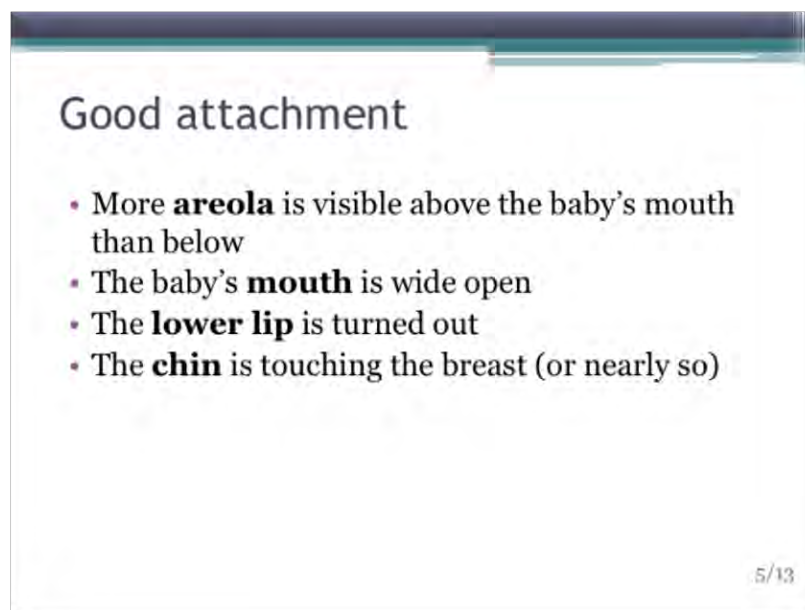 Good attachment
• More areola is visible above the baby's mouth
than below
• The baby's mouth is wide open
• The lower lip is turned out
• The chin is touching the breast (or nearly so)
5/13